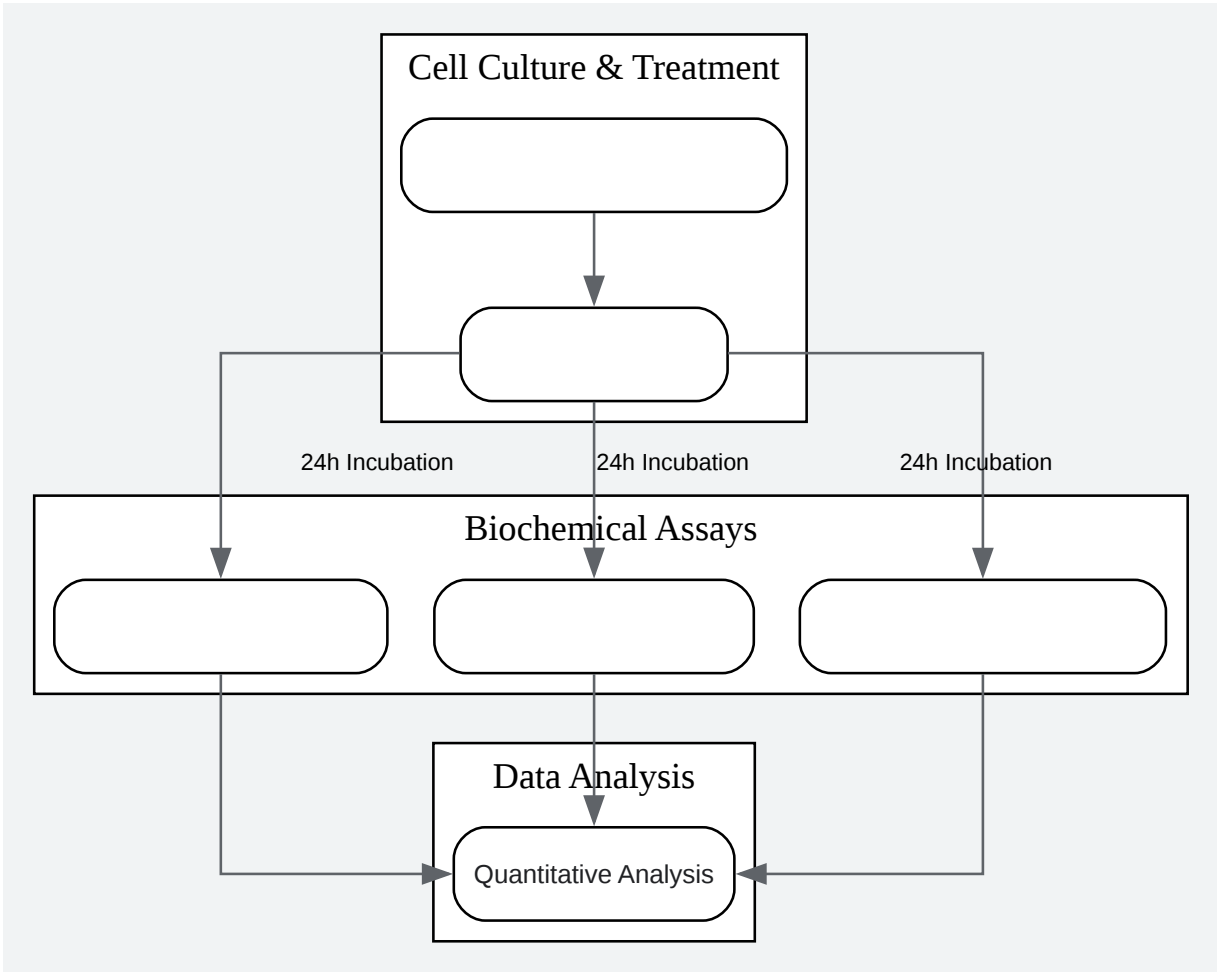 Cell Culture & Treatment
24h Incubation
24h Incubation
24h Incubation
Biochemical Assays
Data Analysis
Quantitative Analysis